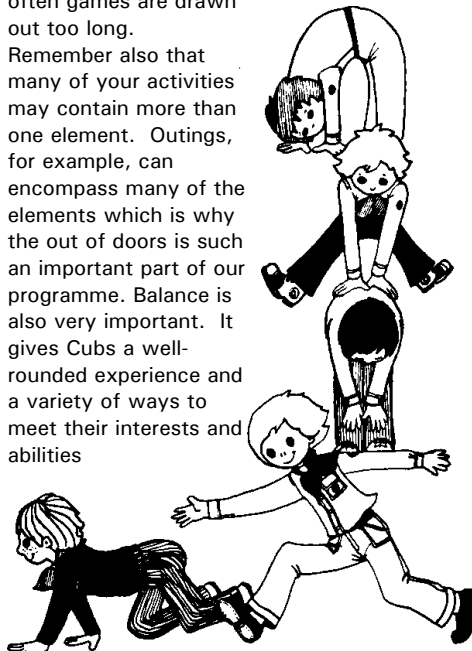 often games are drawn
out too long.
Remember also that
many of your activities
may contain more than
one element.  Outings,
for example, can
encompass many of the
elements which is why
the out of doors is such
an important part of our
programme. Balance is
also very important.  It
gives Cubs a well-
rounded experience and
a variety of ways to
meet their interests and
abilities